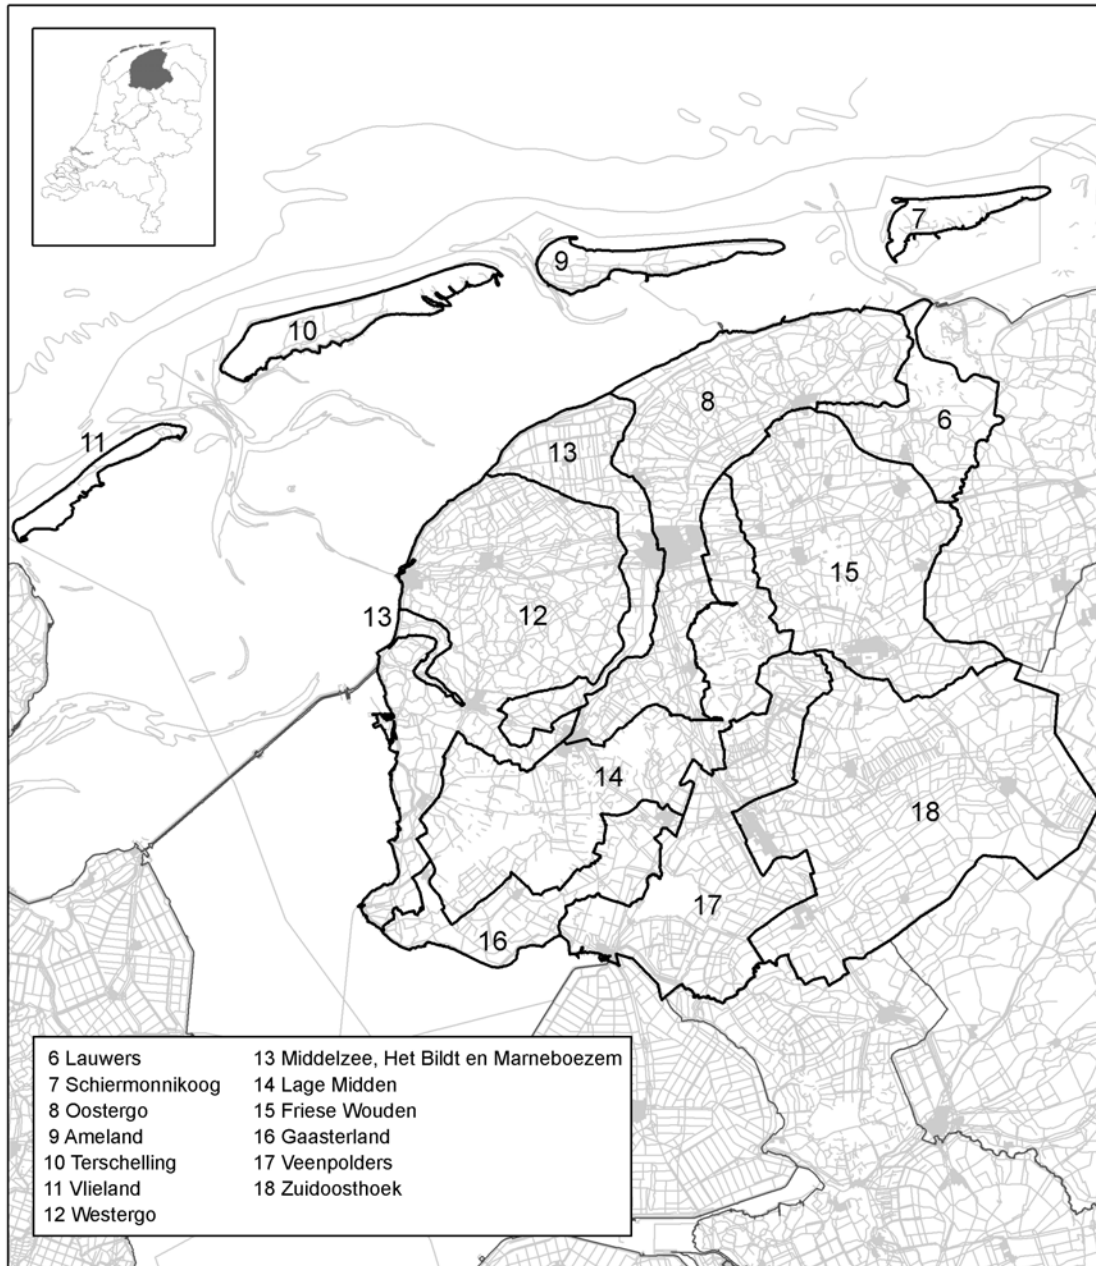 7
9
10
8
6
11
13
15
13
12
14
18
17
16
6 Lauwers
7 Schiermonnikoog
8 Oostergo
9 Ameland
10 Terschelling
11 Vlieland
12 Westergo
13 Middelzee, Het Bildt en Marneboezem
14 Lage Midden
15 Friese Wouden
16 Gaasterland
17 Veenpolders
18 Zuidoosthoek